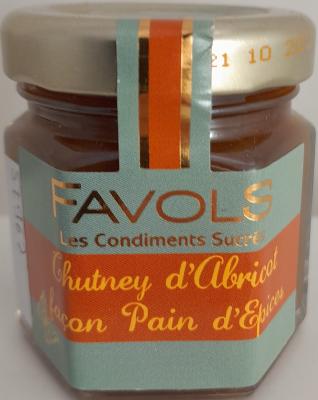 21 10
FAVOLS
Les Condiments Sucrés
Chutney d'Abricot
façon Pain d'Epices